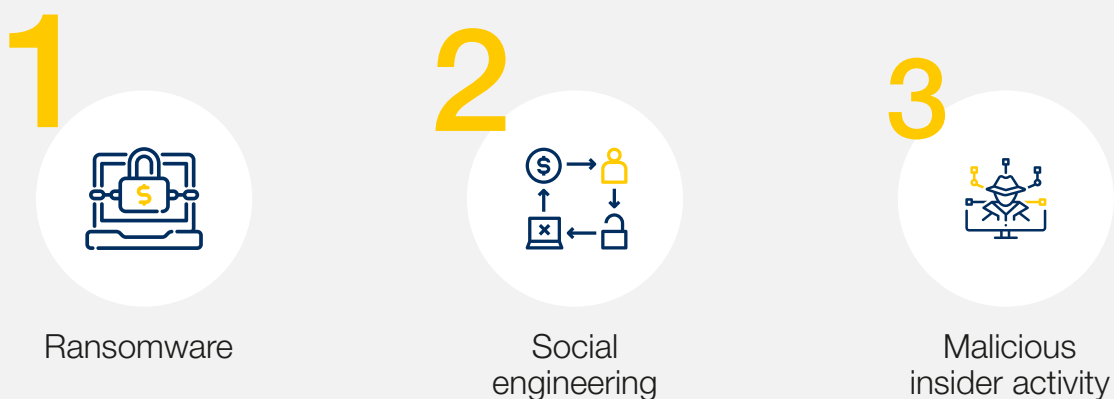 1
2
3
$
$
Ransomware
Social
engineering
Malicious
insider activity